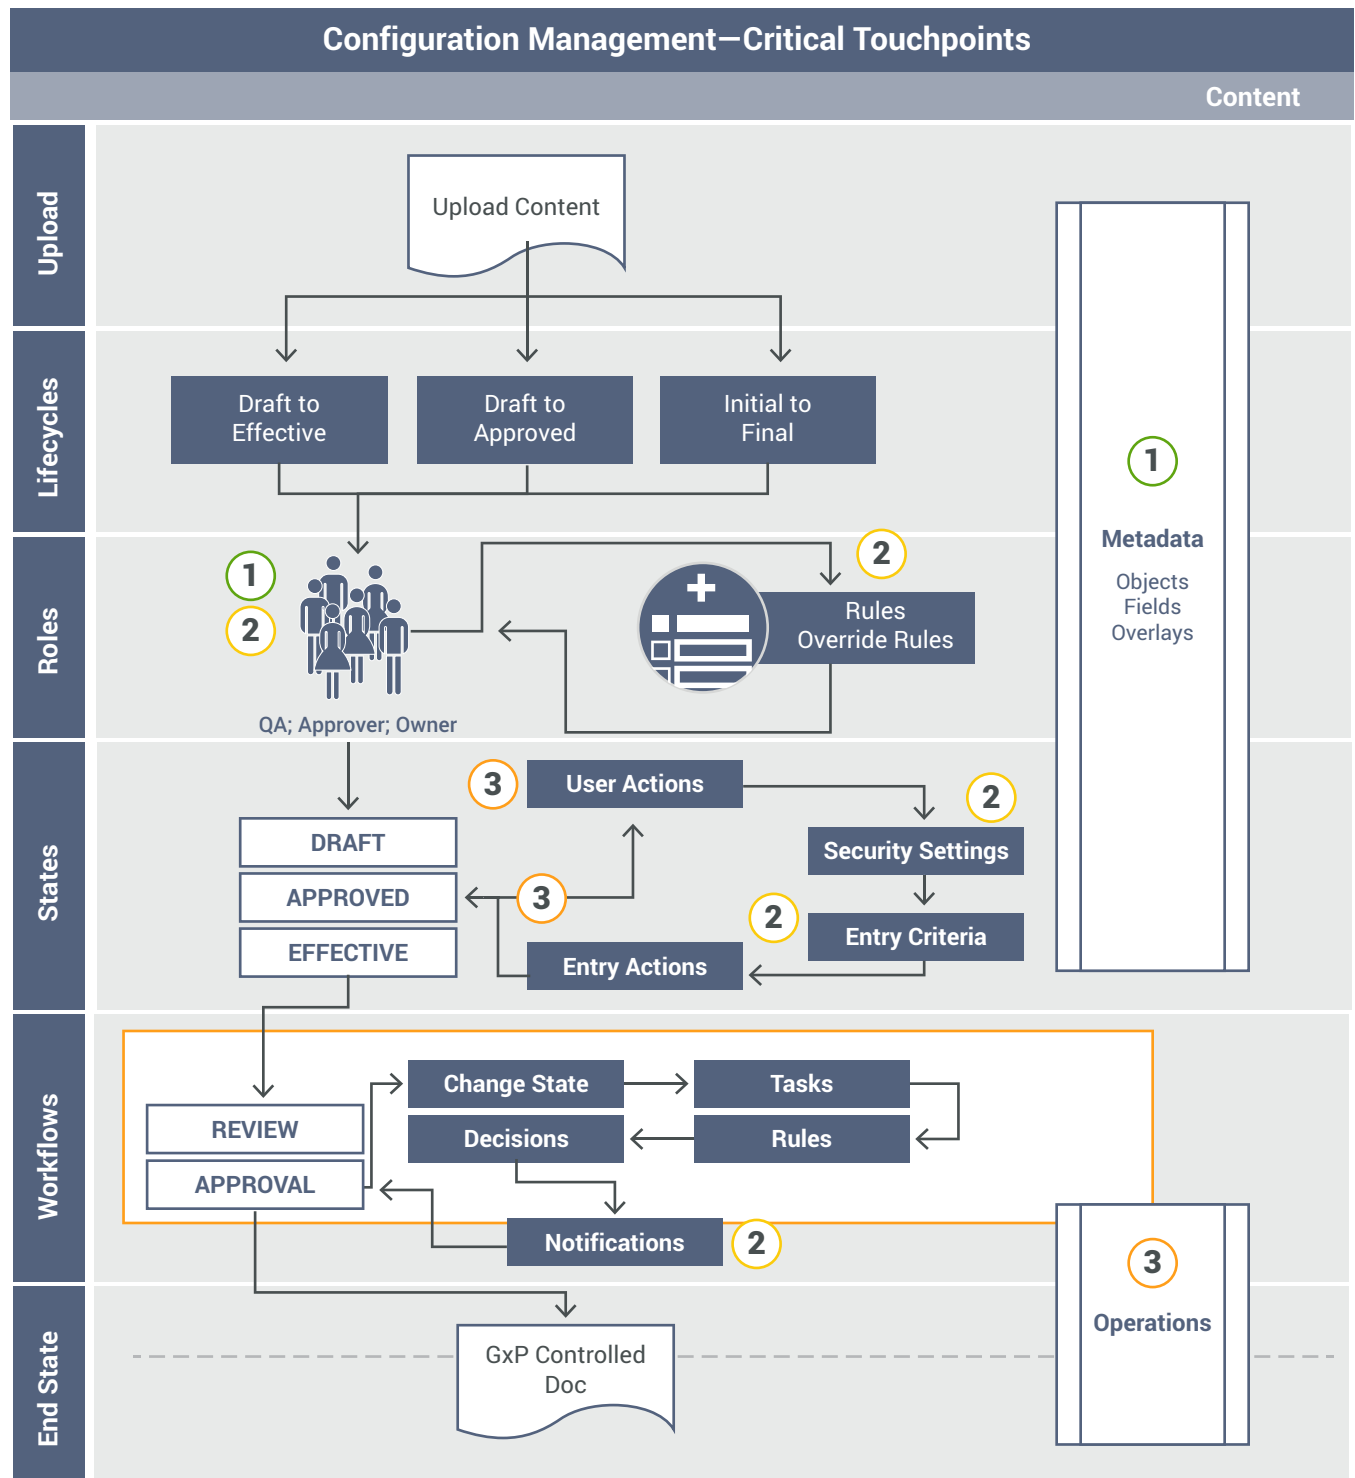 Configuration Management—Critical Touchpoints
Content
Upload
Upload Content
Lifecycles
Draft to
Effective
Draft to
Approved
Initial to
Final
1
Metadata
Objects
Fields
Overlays
Roles
1
2
QA; Approver; Owner
2
Rules
Override Rules
States
3
User Actions
2
Security Settings
DRAFT
APPROVED
EFFECTIVE
3
2
Entry Criteria
Entry Actions
Workflows
Change State
Tasks
REVIEW
Decisions
Rules
APPROVAL
Notifications
2
3
Operations
End State
GxP Controlled
Doc